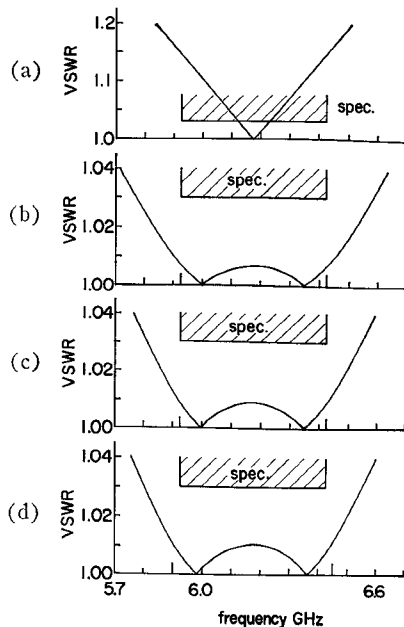 (a)
VSWR
1.2
1.1
1.0
spec.
(b)
VSWR
1.04
1.02
1.00
spec.
(c)
VSWR
1.04
1.02
1.00
spec.
(d)
VSWR
1.04
1.02
1.00
spec.
5.7
6.0
6.6
frequency GHz